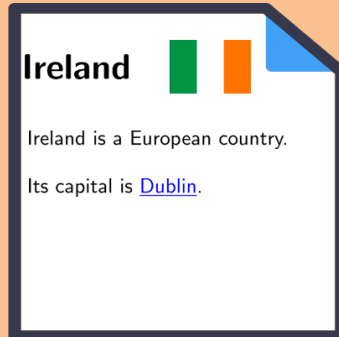 Ireland
Ireland is a European country.
Its capital is Dublin.